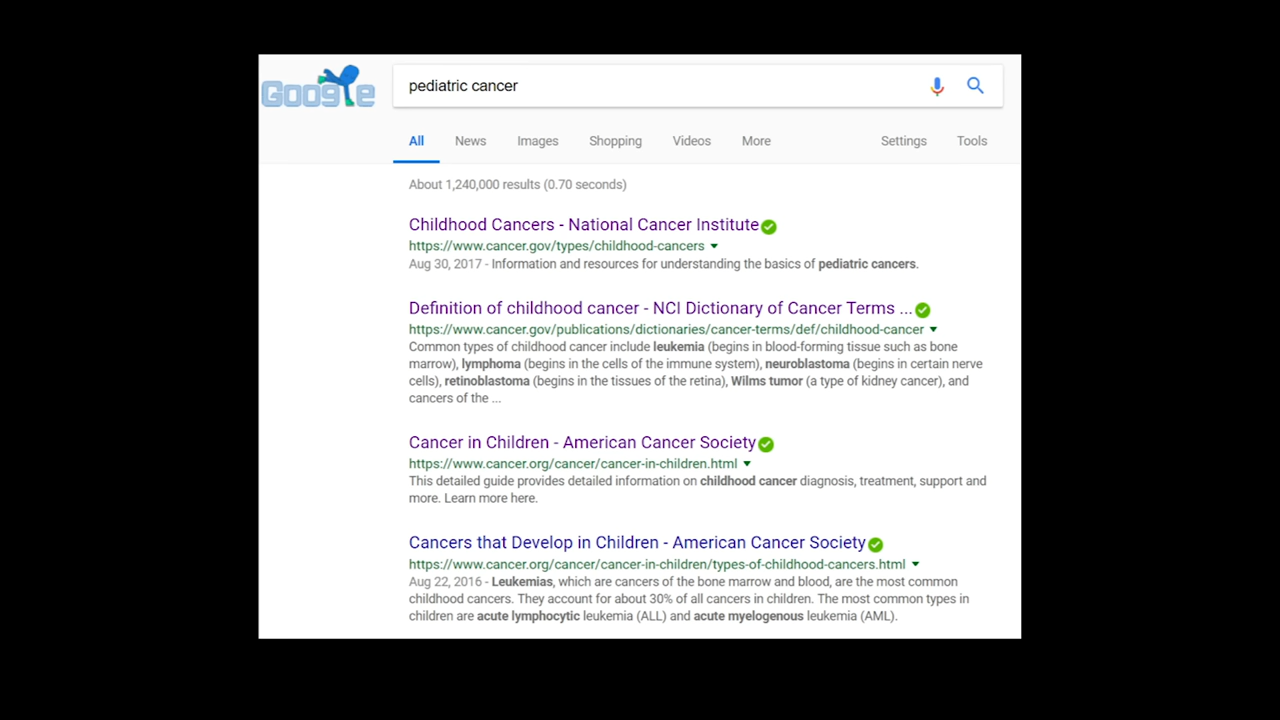 Google
pediatric cancer
All News Images Shopping Videos More Settings Tools
About 1,240,000 results (0.70 seconds)
Childhood Cancers - National Cancer Institute
https://www.cancer.gov/types/childhood-cancers
Aug 30, 2017 - Information and resources for understanding the basics of pediatric cancers.
Definition of childhood cancer - NCI Dictionary of Cancer Terms ...
https://www.cancer.gov/publications/dictionaries/cancer-terms/def/childhood-cancer
Common types of childhood cancer include leukemia (begins in blood-forming tissue such as bone
marrow), lymphoma (begins in the cells of the immune system), neuroblastoma (begins in certain nerve
cells), retinoblastoma (begins in the tissues of the retina), Wilms tumor (a type of kidney cancer), and
cancers of the ...
Cancer in Children - American Cancer Society
https://www.cancer.org/cancer/cancer-in-children.html
This detailed guide provides detailed information on childhood cancer diagnosis, treatment, support and
more. Learn more here.
Cancers that Develop in Children - American Cancer Society
https://www.cancer.org/cancer/cancer-in-children/types-of-childhood-cancers.html
Aug 22, 2016 - Leukemias, which are cancers of the bone marrow and blood, are the most common
childhood cancers. They account for about 30% of all cancers in children. The most common types in
children are acute lymphocytic leukemia (ALL) and acute myelogenous leukemia (AML).